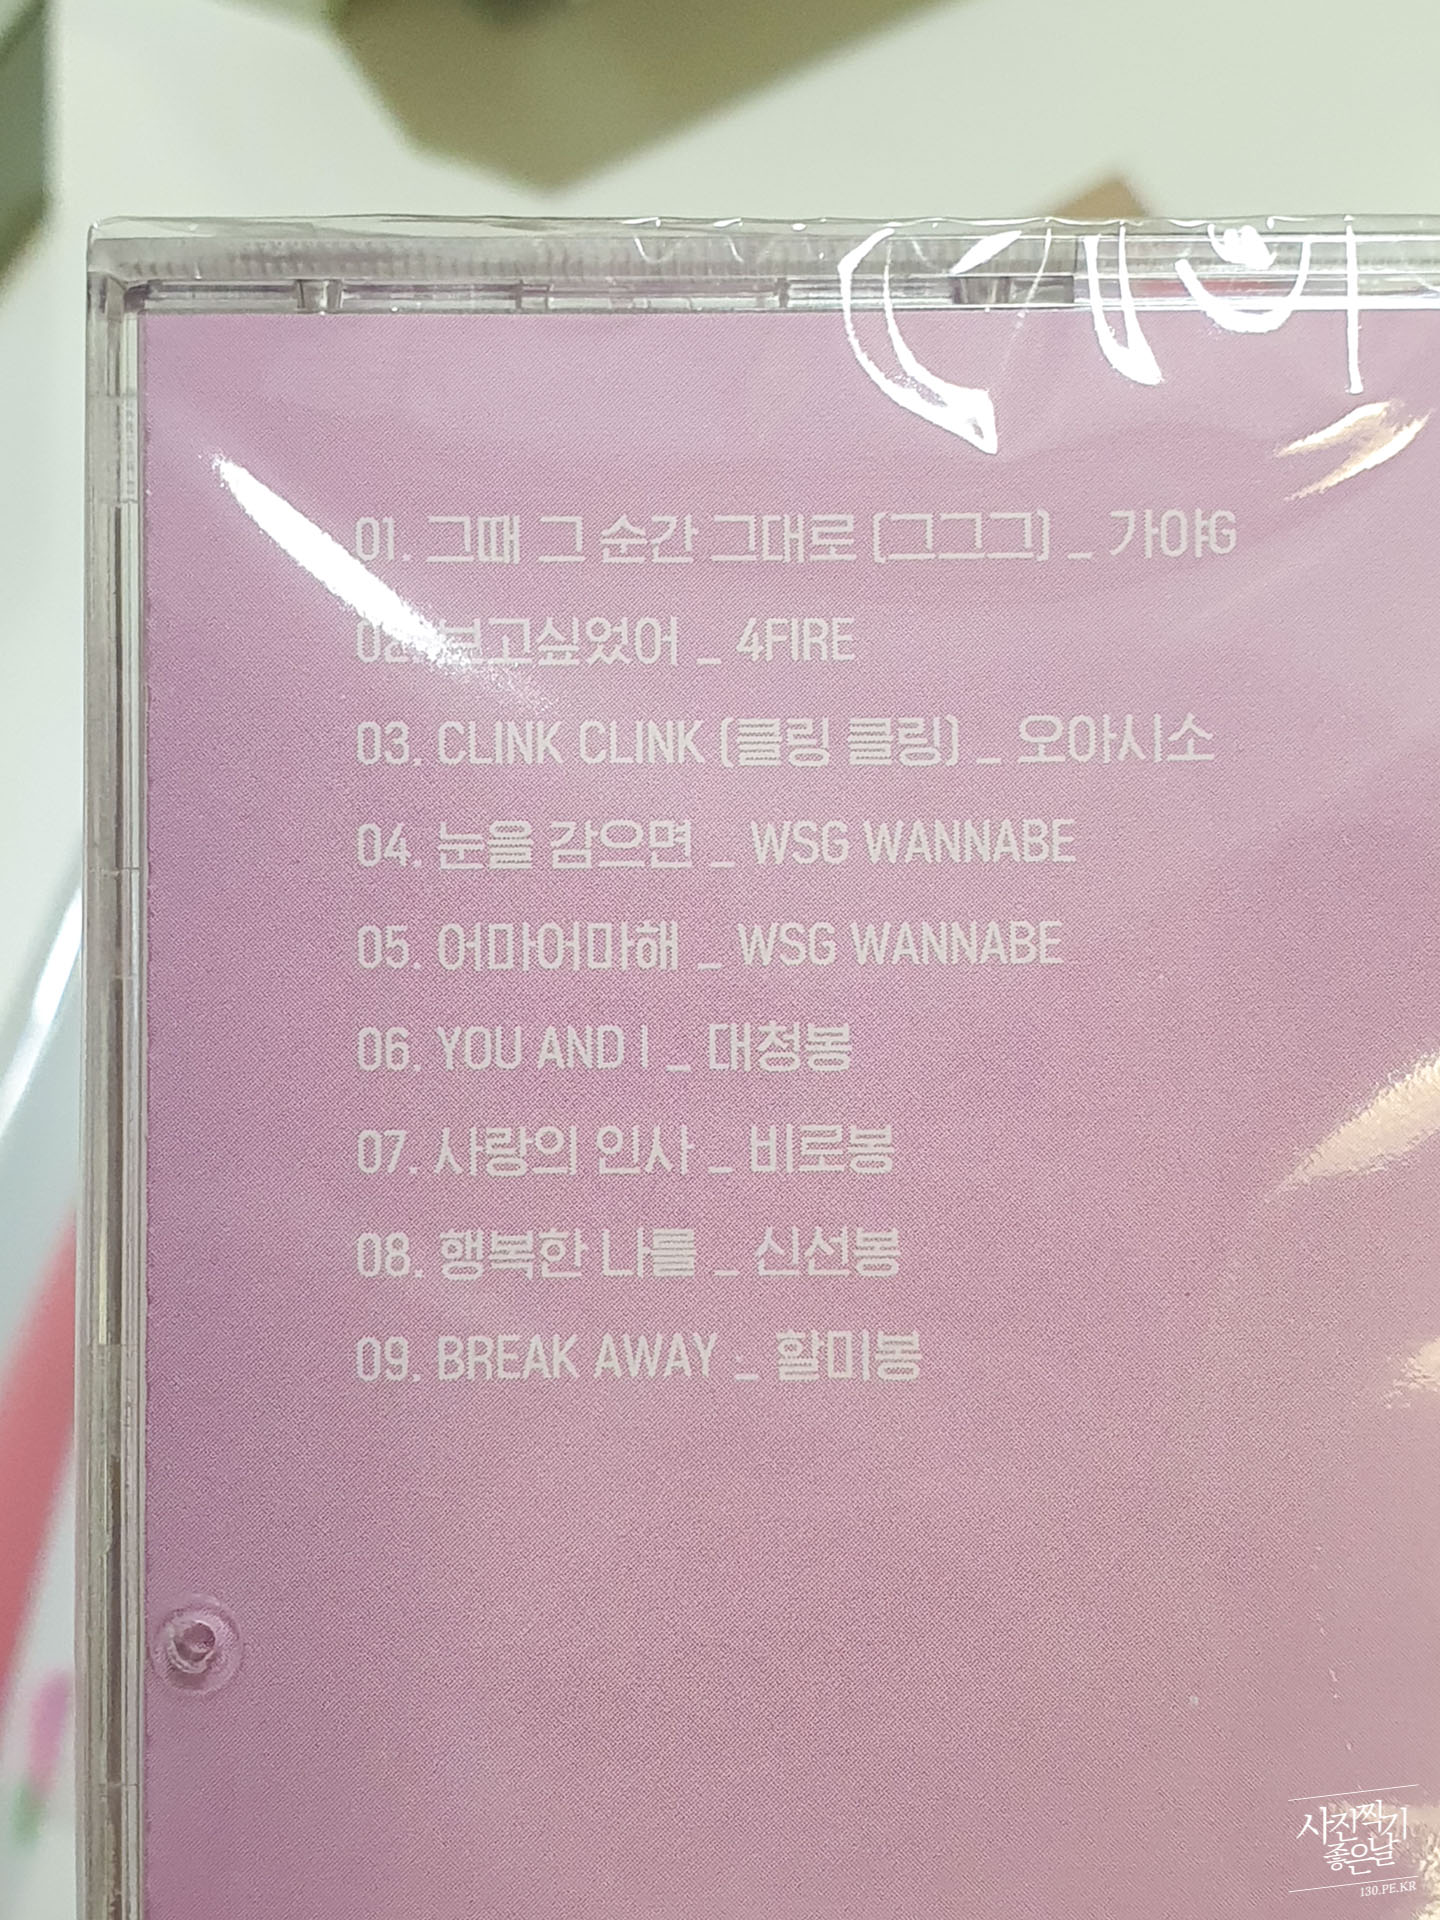 01. 그때 그 순간 그대로 (그그그) _ 가야G
02. 보고싶었어 _ 4FIRE
03. CLINK CLINK (클링 클링) _ 오아시소
04. 눈을 감으면 _ WSG WANNABE
05. 어마어마해 _ WSG WANNABE
06. YOU AND I _ 대청봉
07. 사랑의 인사 _ 비로봉
08. 행복한 나를 _ 신선봉
09. BREAK AWAY _ 할미봉
사진찍기
좋은날
130.PE.KR